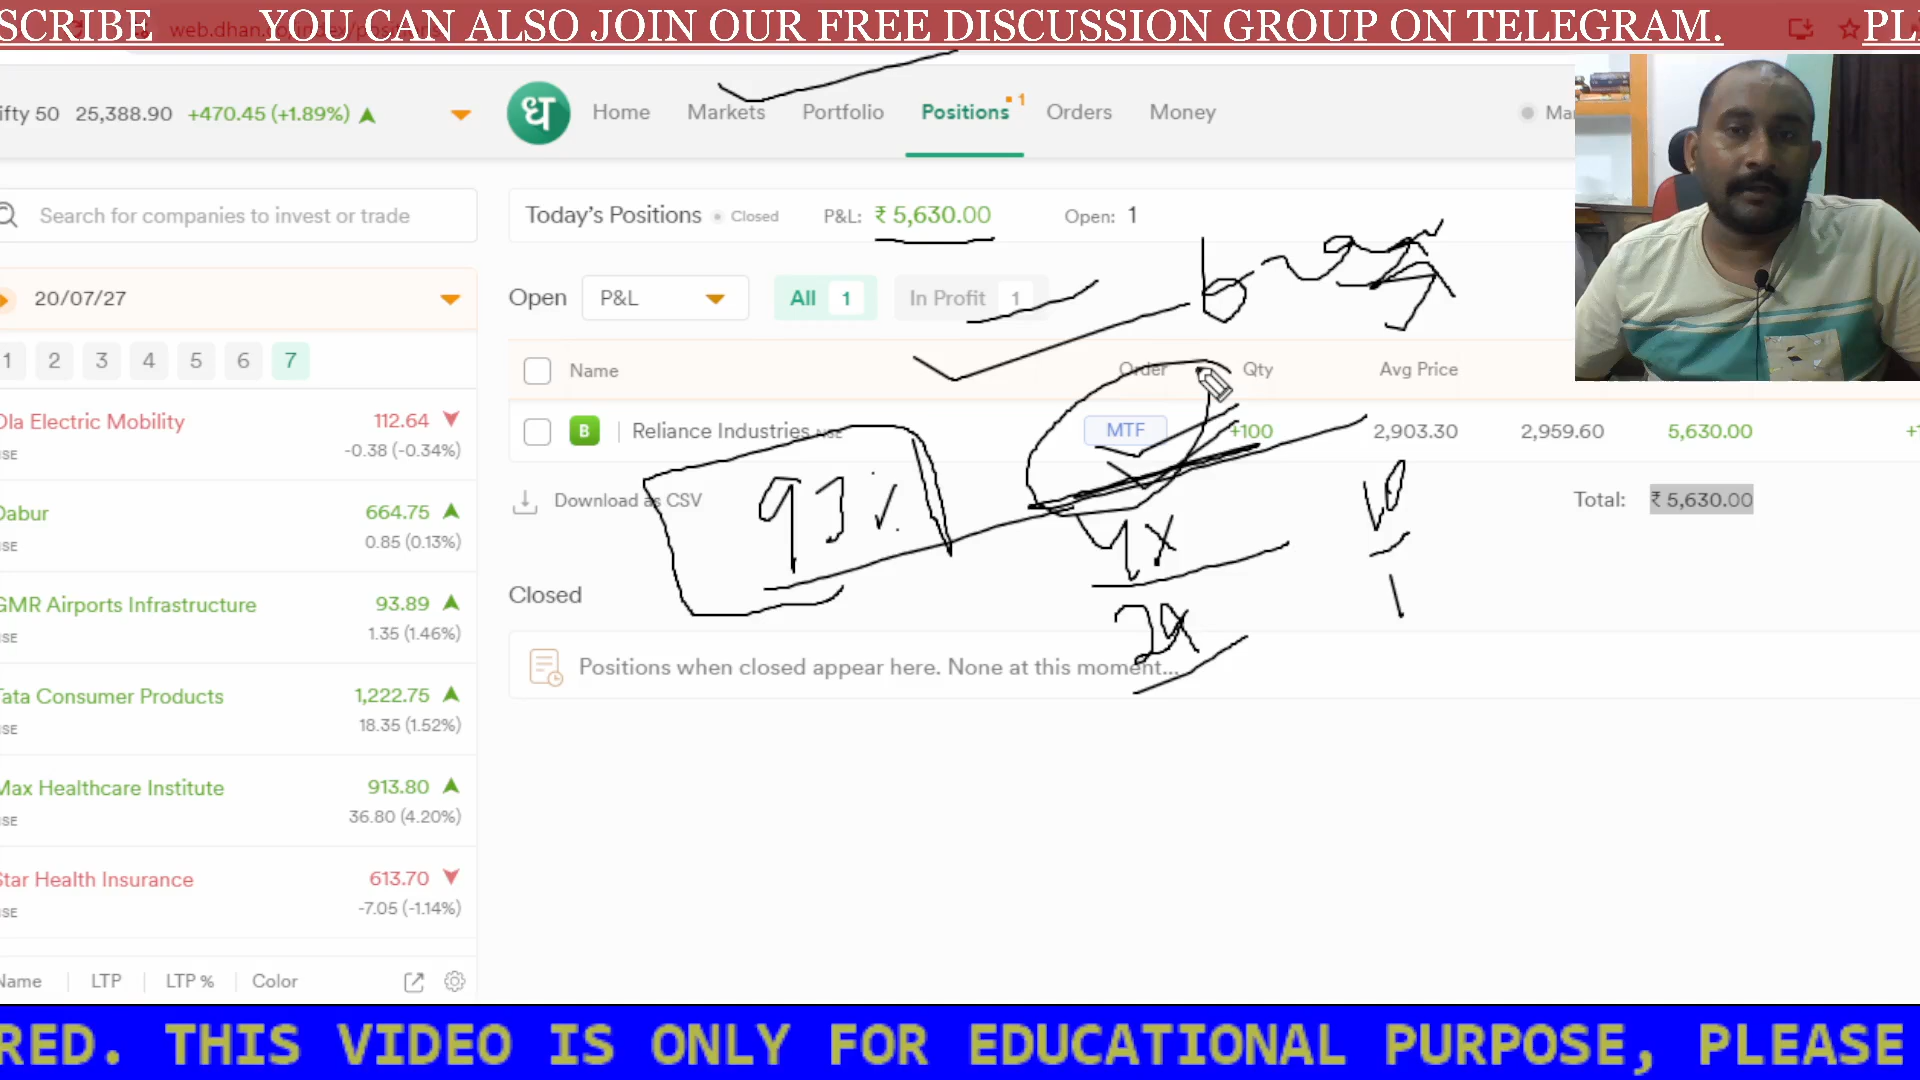 SCRIBE YOU CAN ALSO JOIN OUR FREE DISCUSSION GROUP ON TELEGRAM. PL
ifty 50 25,388.90 +470.45 (+1.89%)
ध Home Markets Portfolio Positions 1 Orders Money
Search for companies to invest or trade
Today's Positions Closed P&L: ₹ 5,630.00 Open: 1
20/07/27
Open P&L All 1 In Profit 1
1 2 3 4 5 6 7
Name Order Qty Avg Price
B Reliance Industries NSE MTF +100 2,903.30 2,959.60 5,630.00
Download as CSV
Total: ₹ 5,630.00
93%
4x
Closed
Positions when closed appear here. None at this moment...
Ola Electric Mobility 112.64
-0.38 (-0.34%)
Dabur 664.75
0.85 (0.13%)
GMR Airports Infrastructure 93.89
1.35 (1.46%)
Tata Consumer Products 1,222.75
18.35 (1.52%)
Max Healthcare Institute 913.80
36.80 (4.20%)
Star Health Insurance 613.70
-7.05 (-1.14%)
Name LTP LTP % Color
RED. THIS VIDEO IS ONLY FOR EDUCATIONAL PURPOSE, PLEASE